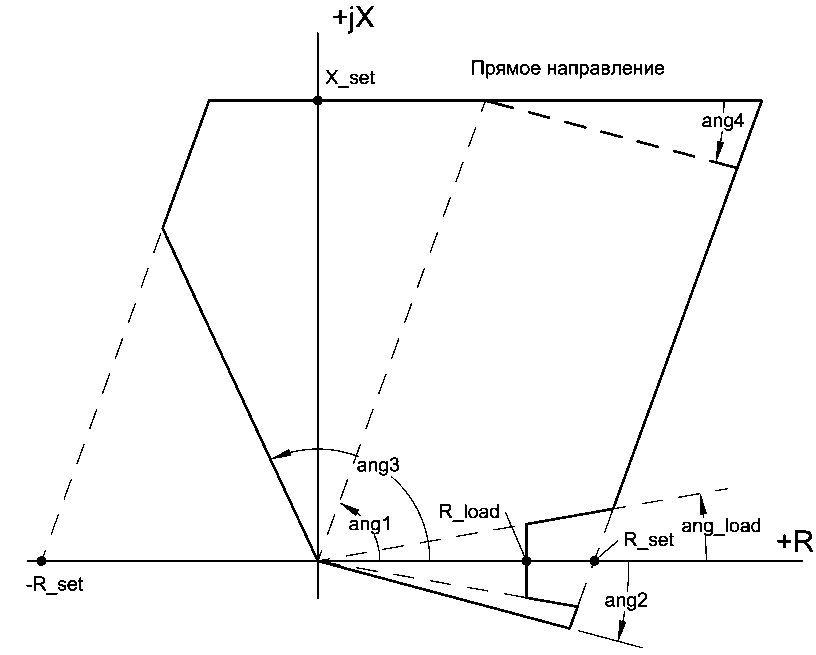 +jX
Прямое направление
X_set
ang4
ang3
R_load
ang1
ang_load
R_set
+R
-R_set
ang2